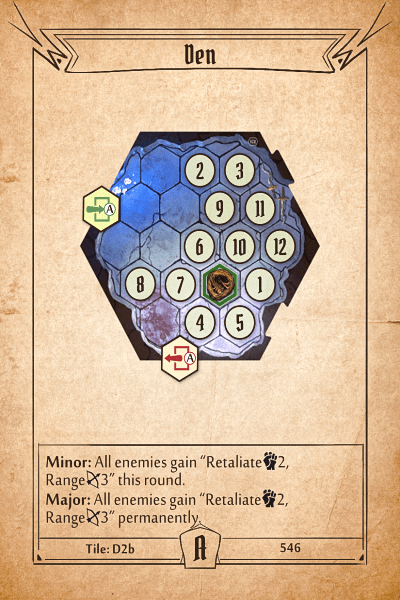 Den
2 3
A
9 11
6 10 12
8 7 1
4 5
A
Minor: All enemies gain “Retaliate 2,
Range 3” this round.
Major: All enemies gain “Retaliate 2,
Range 3” permanently.
Tile: D2b A 546